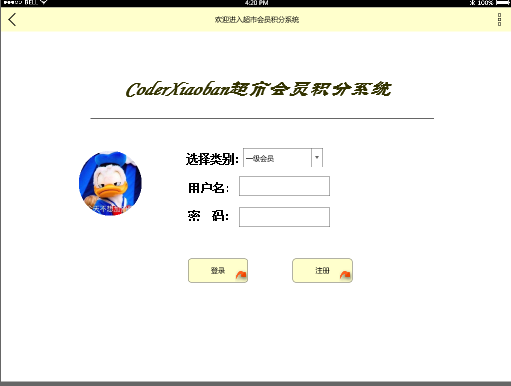 BELL 4:20 PM 100%
欢迎进入超市会员积分系统
CoderXiaoban超市会员积分系统
选择类别: 一级会员
用户名:
密 码:
登录 注册